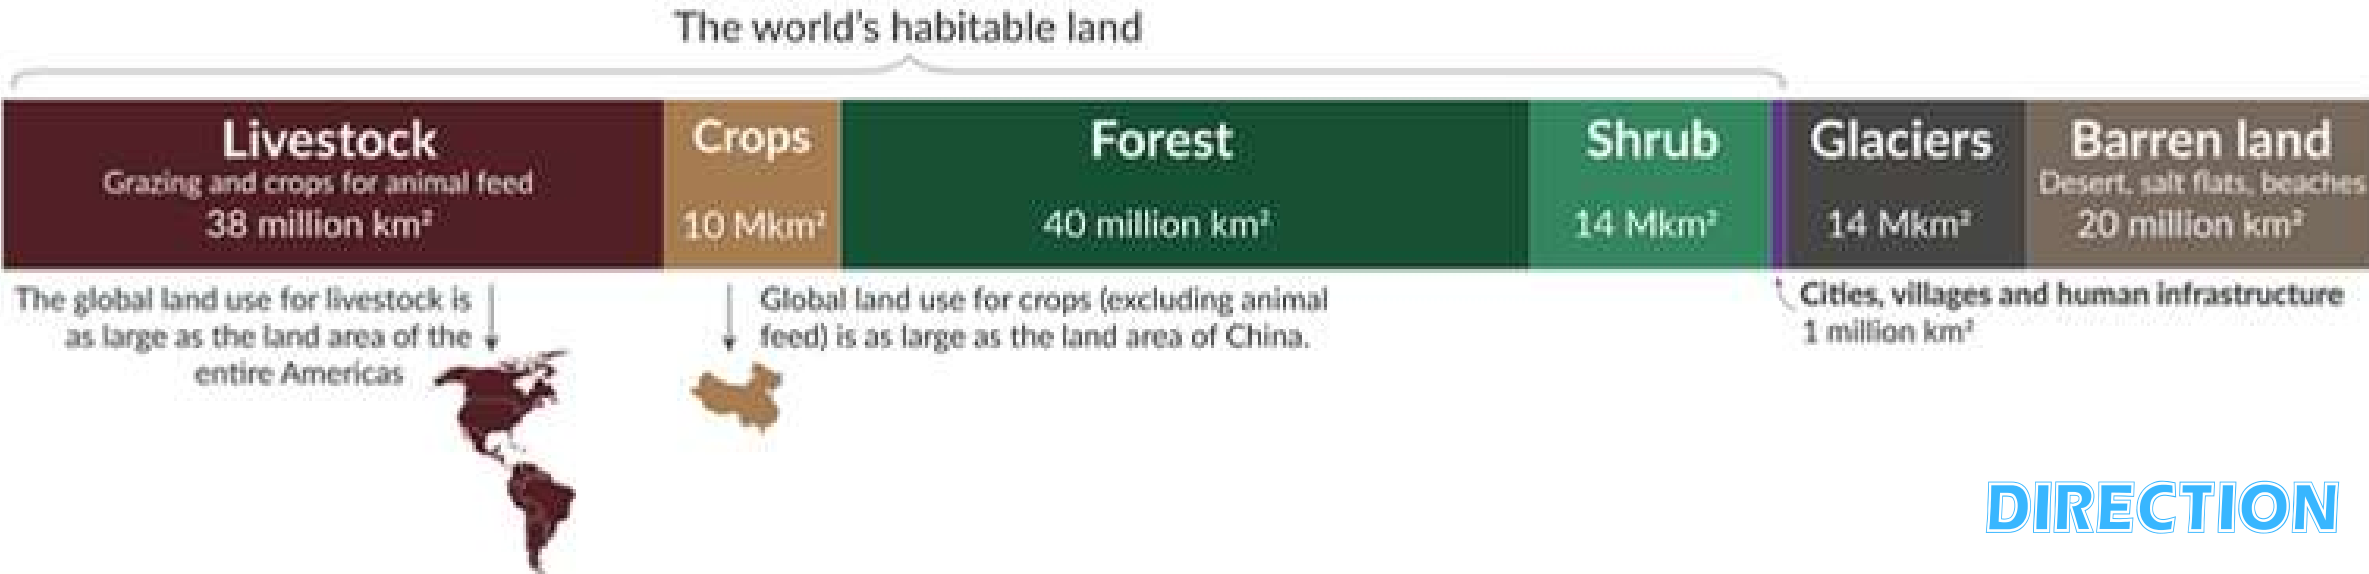 The world's habitable land
Livestock
Grazing and crops for animal feed
38 million km²
Crops
10 Mkm²
Forest
40 million km²
Shrub
14 Mkm²
Glaciers
14 Mkm²
Barren land
Desert, salt flats, beaches
20 million km²
The global land use for livestock is
as large as the land area of the
entire Americas
Global land use for crops (excluding animal
feed) is as large as the land area of China.
Cities, villages and human infrastructure
1 million km²
DIRECTION